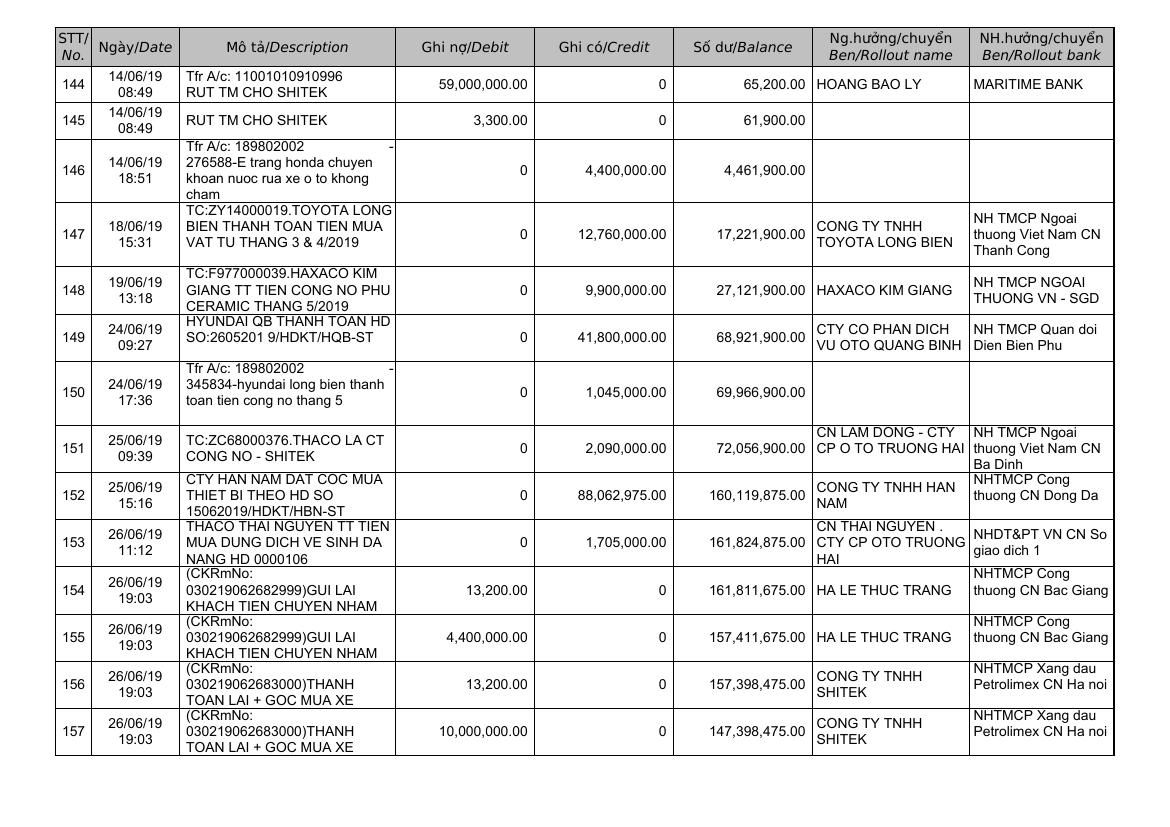 STT/ Ngày/Date Mô tả/Description Ghi nợ/Debit Ghi có/Credit Số dư/Balance Ng.hưởng/chuyển NH.hưởng/chuyển
No. Ben/Rollout name Ben/Rollout bank
144 14/06/19 Tfr A/c: 11001010910996 59,000,000.00 0 65,200.00 HOANG BAO LY MARITIME BANK
08:49 RUT TM CHO SHITEK
145 14/06/19 RUT TM CHO SHITEK 3,300.00 0 61,900.00
08:49
146 14/06/19 Tfr A/c: 189802002 - 0 4,400,000.00 4,461,900.00
18:51 276588-E trang honda chuyen
khoan nuoc rua xe o to khong
cham
147 18/06/19 TC:ZY14000019.TOYOTA LONG 0 12,760,000.00 17,221,900.00 CONG TY TNHH NH TMCP Ngoai
15:31 BIEN THANH TOAN TIEN MUA TOYOTA LONG BIEN thuong Viet Nam CN
VAT TU THANG 3 & 4/2019 Thanh Cong
148 19/06/19 TC:F977000039.HAXACO KIM 0 9,900,000.00 27,121,900.00 HAXACO KIM GIANG NH TMCP NGOAI
13:18 GIANG TT TIEN CONG NO PHU THUONG VN - SGD
CERAMIC THANG 5/2019
149 24/06/19 HYUNDAI QB THANH TOAN HD 0 41,800,000.00 68,921,900.00 CTY CO PHAN DICH NH TMCP Quan doi
09:27 SO:2605201 9/HDKT/HQB-ST VU OTO QUANG BINH Dien Bien Phu
150 24/06/19 Tfr A/c: 189802002 - 0 1,045,000.00 69,966,900.00
17:36 345834-hyundai long bien thanh
toan tien cong no thang 5
151 25/06/19 TC:ZC68000376.THACO LA CT 0 2,090,000.00 72,056,900.00 CN LAM DONG - CTY NH TMCP Ngoai
09:39 CONG NO - SHITEK CP O TO TRUONG HAI thuong Viet Nam CN
Ba Dinh
152 25/06/19 CTY HAN NAM DAT COC MUA 0 88,062,975.00 160,119,875.00 CONG TY TNHH HAN NHTMCP Cong
15:16 THIET BI THEO HD SO NAM thuong CN Dong Da
15062019/HDKT/HBN-ST
153 26/06/19 THACO THAI NGUYEN TT TIEN 0 1,705,000.00 161,824,875.00 CN THAI NGUYEN . NHDT&PT VN CN So
11:12 MUA DUNG DICH VE SINH DA CTY CP OTO TRUONG giao dich 1
NANG HD 0000106 HAI
154 26/06/19 (CKRmNo: 13,200.00 0 161,811,675.00 HA LE THUC TRANG NHTMCP Cong
19:03 030219062682999)GUI LAI thuong CN Bac Giang
KHACH TIEN CHUYEN NHAM
155 26/06/19 (CKRmNo: 4,400,000.00 0 157,411,675.00 HA LE THUC TRANG NHTMCP Cong
19:03 030219062682999)GUI LAI thuong CN Bac Giang
KHACH TIEN CHUYEN NHAM
156 26/06/19 (CKRmNo: 13,200.00 0 157,398,475.00 CONG TY TNHH NHTMCP Xang dau
19:03 030219062683000)THANH SHITEK Petrolimex CN Ha noi
TOAN LAI + GOC MUA XE
157 26/06/19 (CKRmNo: 10,000,000.00 0 147,398,475.00 CONG TY TNHH NHTMCP Xang dau
19:03 030219062683000)THANH SHITEK Petrolimex CN Ha noi
TOAN LAI + GOC MUA XE